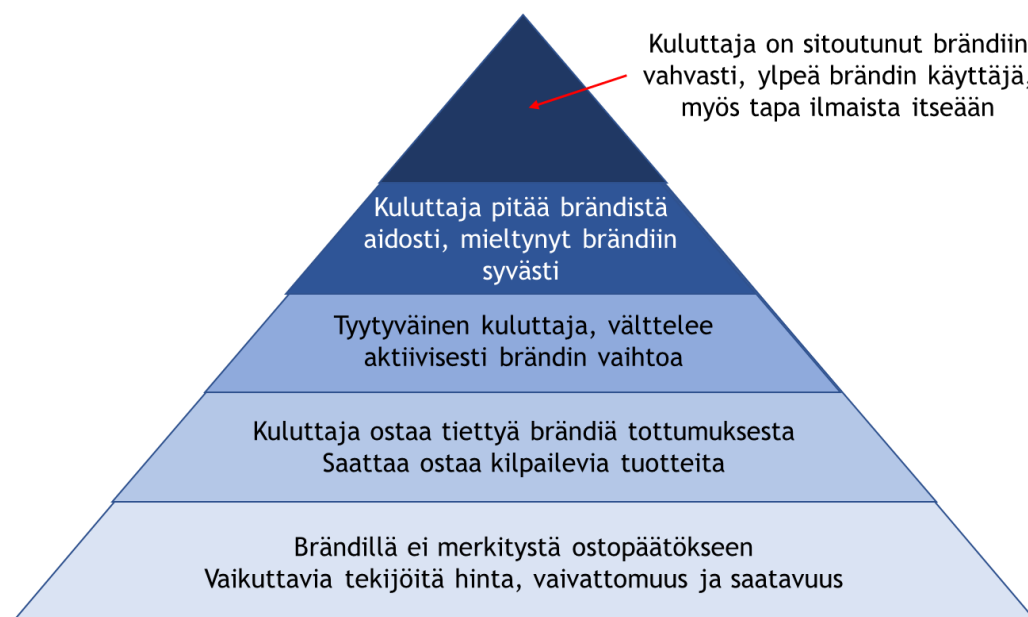 Kuluttaja on sitoutunut brändiin
vahvasti, ylpeä brändin käyttäjä,
myös tapa ilmaista itseään
Kuluttaja pitää brändistä
aidosti, mieltynyt brändiin
syvästi
Tyytyväinen kuluttaja, välttelee
aktiivisesti brändin vaihtoa
Kuluttaja ostaa tiettyä brändiä tottumuksesta
Saattaa ostaa kilpailevia tuotteita
Brändillä ei merkitystä ostopäätökseen
Vaikuttavia tekijöitä hinta, vaivattomuus ja saatavuus